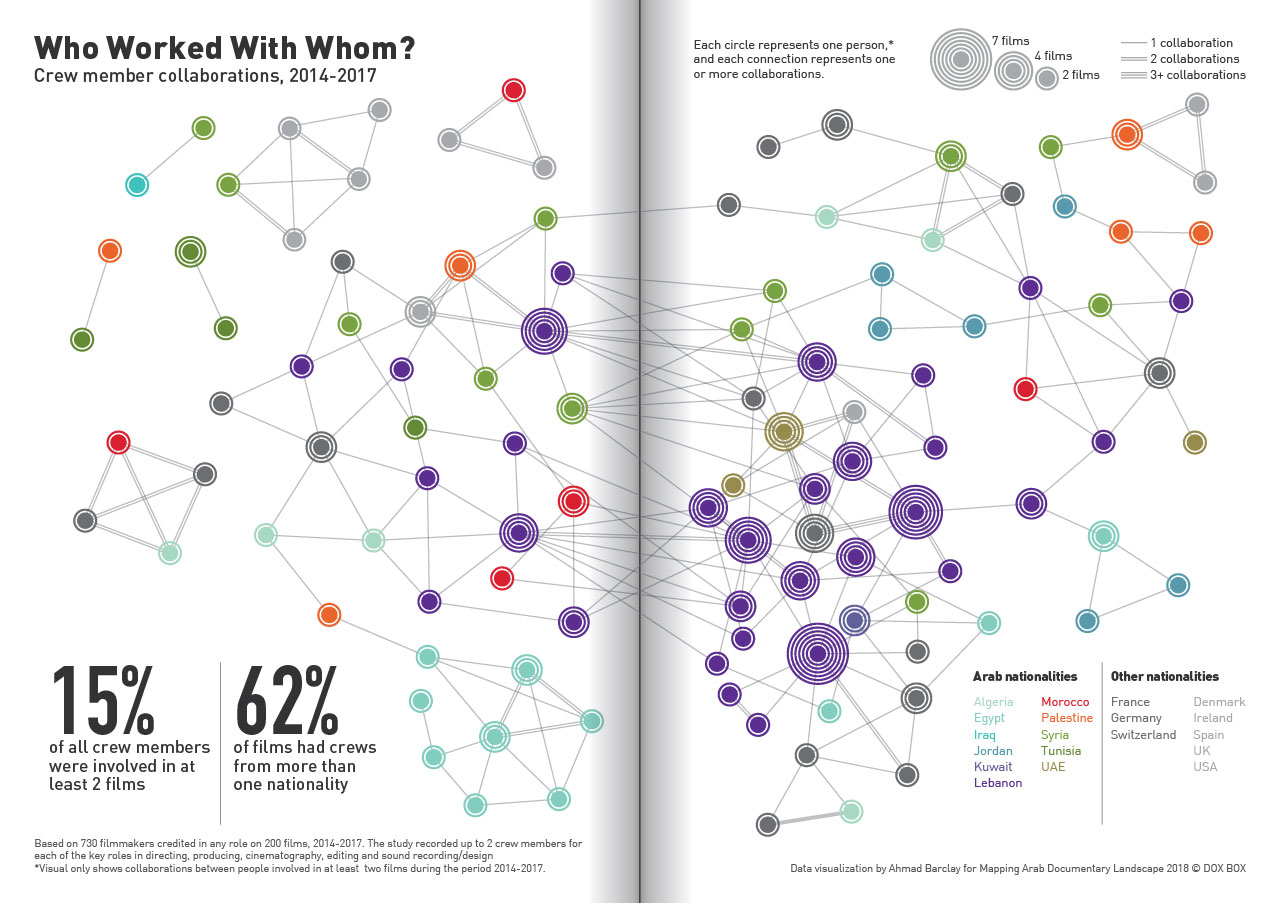 Who Worked With Whom?
Crew member collaborations, 2014-2017
Each circle represents one person,*
and each connection represents one
or more collaborations.
7 films
4 films
2 films
1 collaboration
2 collaborations
3+ collaborations
15%
of all crew members
were involved in at
least 2 films
62%
of films had crews
from more than
one nationality
Arab nationalities
Algeria
Egypt
Iraq
Jordan
Kuwait
Lebanon
Morocco
Palestine
Syria
Tunisia
UAE
Other nationalities
France
Germany
Switzerland
Denmark
Ireland
Spain
UK
USA
Based on 730 filmmakers credited in any role on 200 films, 2014-2017. The study recorded up to 2 crew members for
each of the key roles in directing, producing, cinematography, editing and sound recording/design
*Visual only shows collaborations between people involved in at least two films during the period 2014-2017.
Data visualization by Ahmad Barclay for Mapping Arab Documentary Landscape 2018 © DOX BOX